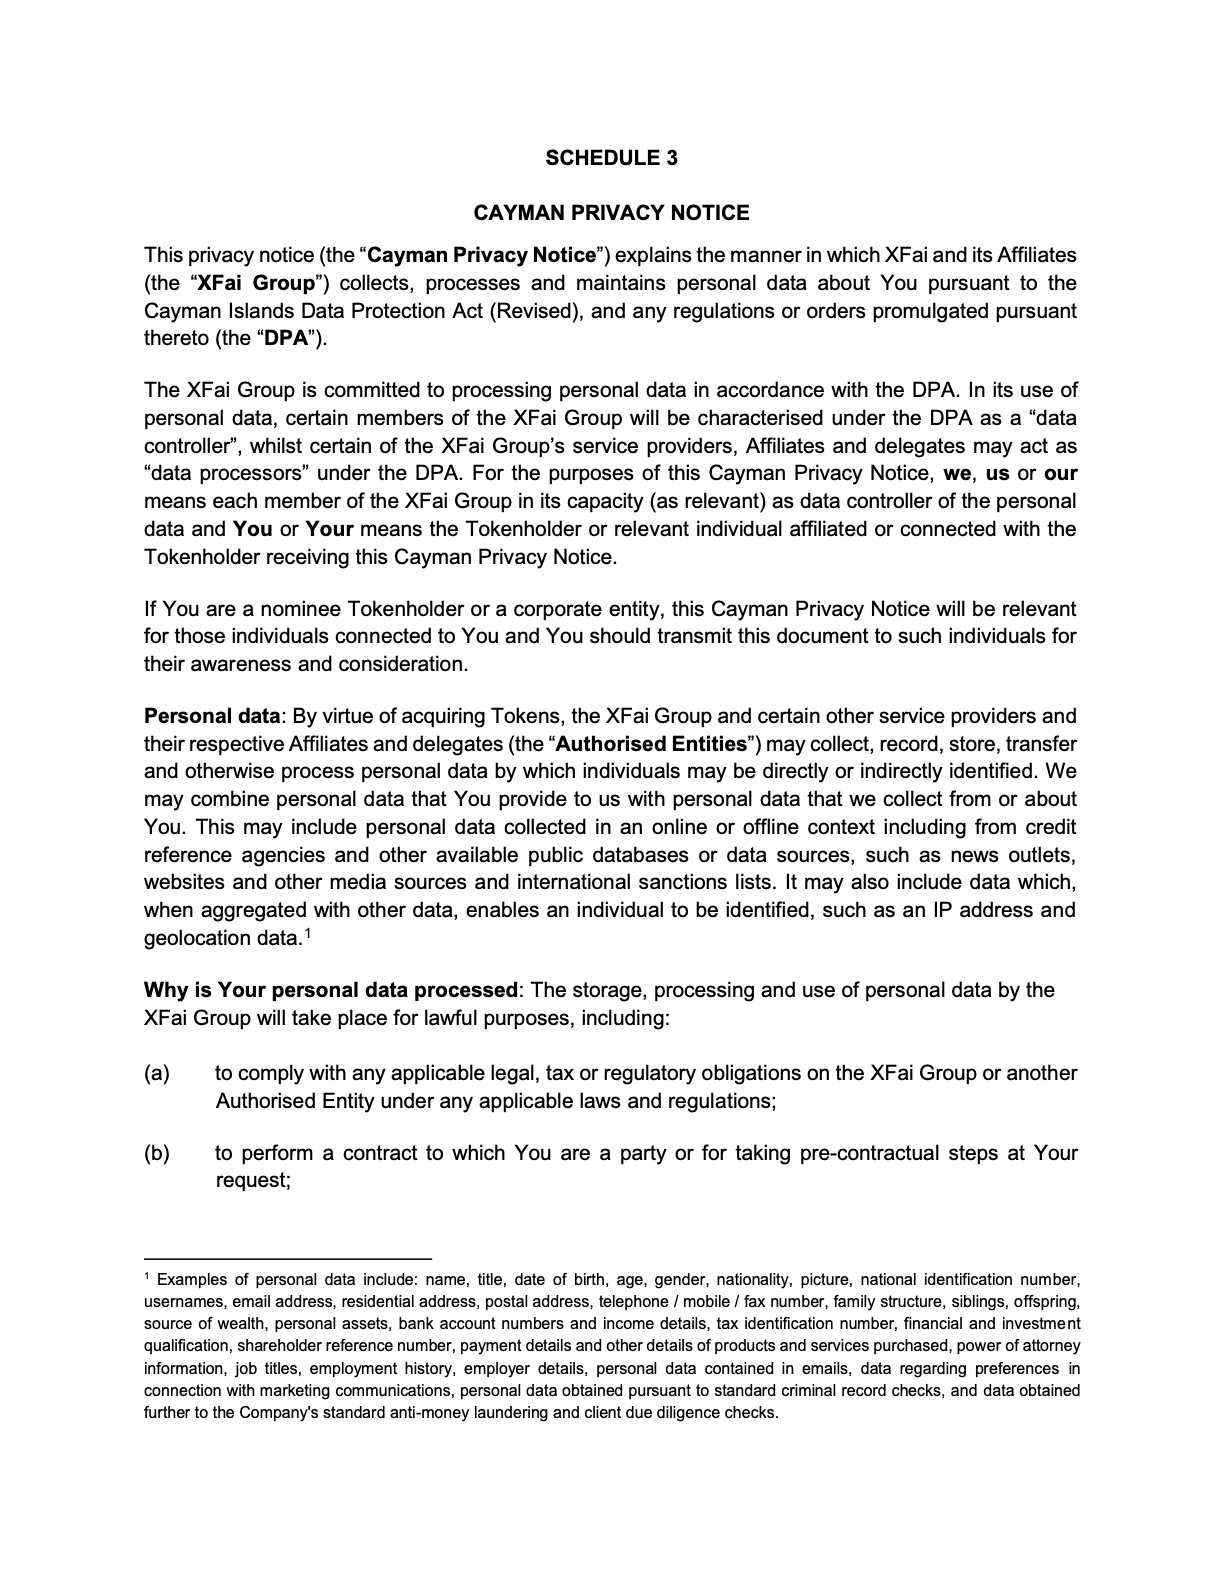 SCHEDULE 3
CAYMAN PRIVACY NOTICE
This privacy notice (the “Cayman Privacy Notice”) explains the manner in which XFai and its Affiliates
(the “XFai Group”) collects, processes and maintains personal data about You pursuant to the
Cayman Islands Data Protection Act (Revised), and any regulations or orders promulgated pursuant
thereto (the “DPA”).
The XFai Group is committed to processing personal data in accordance with the DPA. In its use of
personal data, certain members of the XFai Group will be characterised under the DPA as a “data
controller”, whilst certain of the XFai Group’s service providers, Affiliates and delegates may act as
“data processors” under the DPA. For the purposes of this Cayman Privacy Notice, we, us or our
means each member of the XFai Group in its capacity (as relevant) as data controller of the personal
data and You or Your means the Tokenholder or relevant individual affiliated or connected with the
Tokenholder receiving this Cayman Privacy Notice.
If You are a nominee Tokenholder or a corporate entity, this Cayman Privacy Notice will be relevant
for those individuals connected to You and You should transmit this document to such individuals for
their awareness and consideration.
Personal data: By virtue of acquiring Tokens, the XFai Group and certain other service providers and
their respective Affiliates and delegates (the “Authorised Entities”) may collect, record, store, transfer
and otherwise process personal data by which individuals may be directly or indirectly identified. We
may combine personal data that You provide to us with personal data that we collect from or about
You. This may include personal data collected in an online or offline context including from credit
reference agencies and other available public databases or data sources, such as news outlets,
websites and other media sources and international sanctions lists. It may also include data which,
when aggregated with other data, enables an individual to be identified, such as an IP address and
geolocation data.1
Why is Your personal data processed: The storage, processing and use of personal data by the
XFai Group will take place for lawful purposes, including:
(a) to comply with any applicable legal, tax or regulatory obligations on the XFai Group or another
Authorised Entity under any applicable laws and regulations;
(b) to perform a contract to which You are a party or for taking pre-contractual steps at Your
request;
1 Examples of personal data include: name, title, date of birth, age, gender, nationality, picture, national identification number,
usernames, email address, residential address, postal address, telephone / mobile / fax number, family structure, siblings, offspring,
source of wealth, personal assets, bank account numbers and income details, tax identification number, financial and investment
qualification, shareholder reference number, payment details and other details of products and services purchased, power of attorney
information, job titles, employment history, employer details, personal data contained in emails, data regarding preferences in
connection with marketing communications, personal data obtained pursuant to standard criminal record checks, and data obtained
further to the Company's standard anti-money laundering and client due diligence checks.